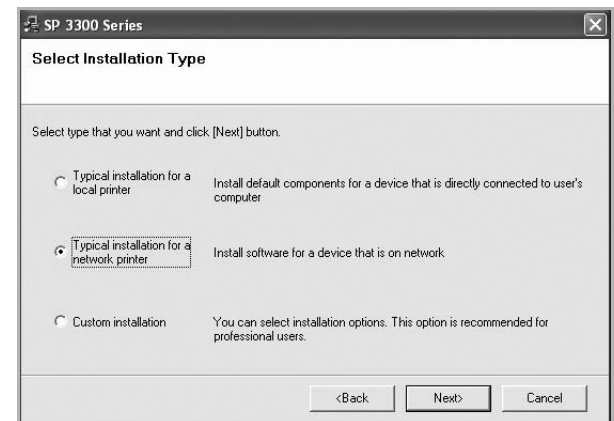 SP 3300 Series
Select Installation Type
Select type that you want and click [Next] button.
Typical installation for a
local printer
Install default components for a device that is directly connected to user's
computer
Typical installation for a
network printer
Install software for a device that is on network
Custom installation
You can select installation options. This option is recommended for
professional users.
<Back
Next>
Cancel